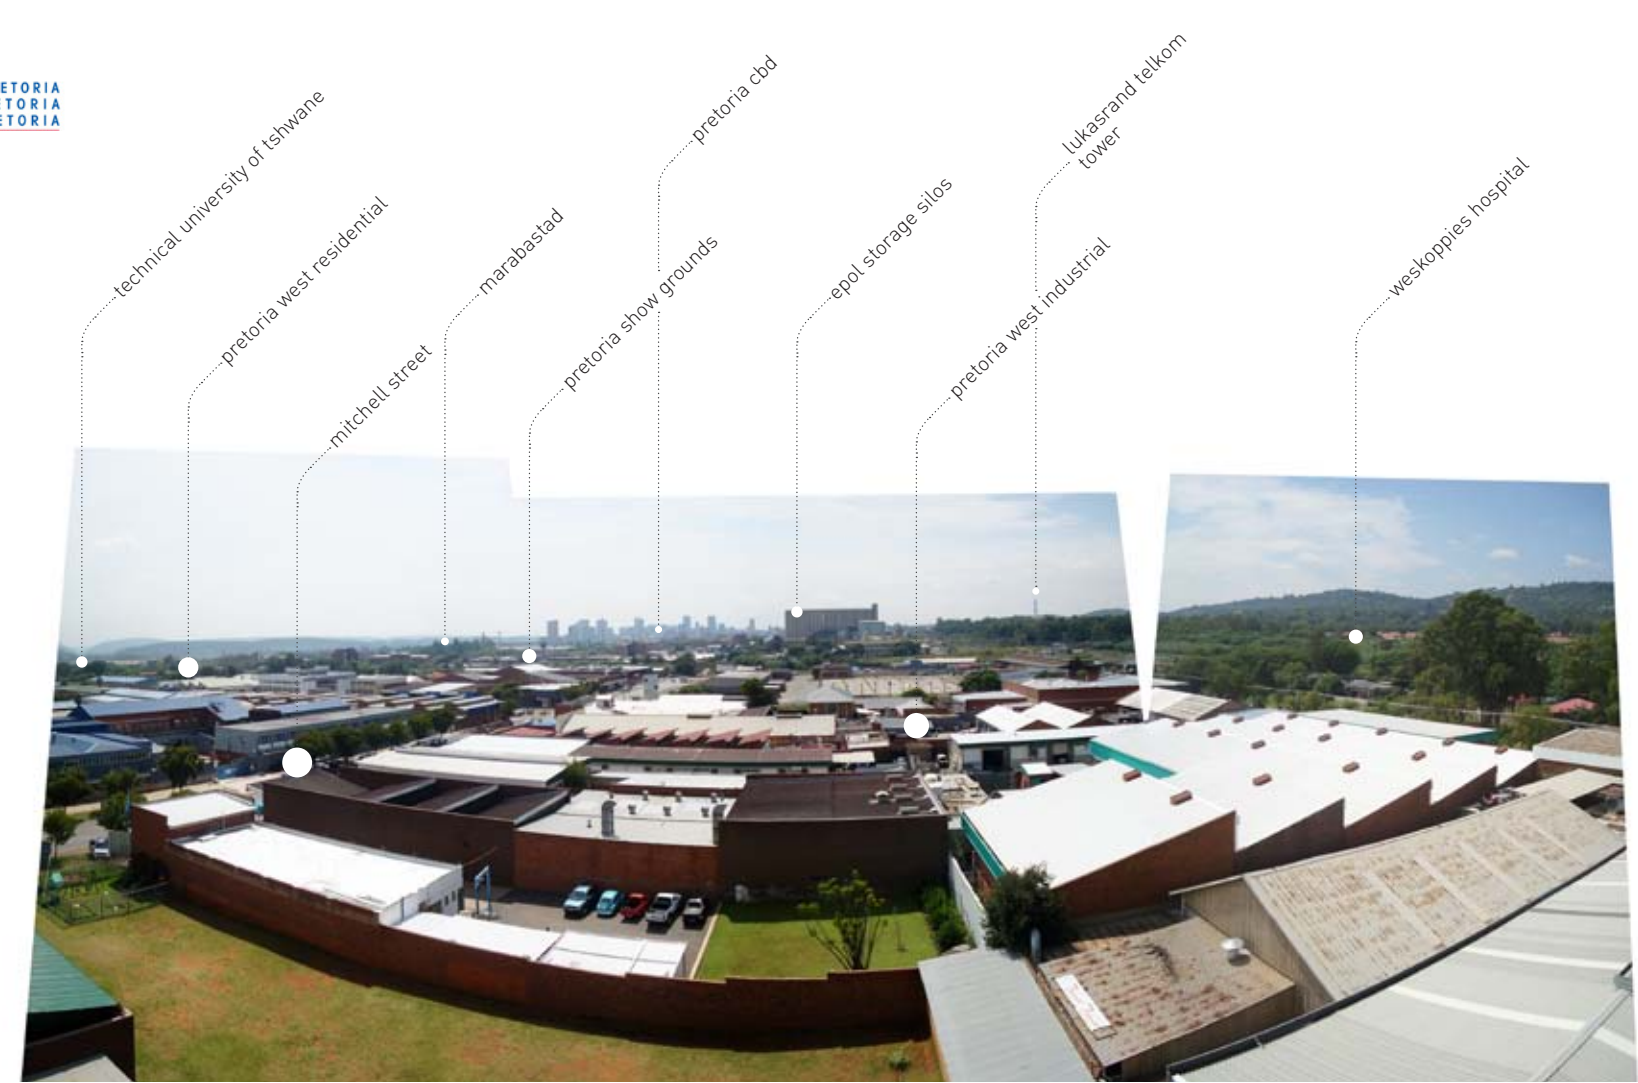 ETORIA
ETORIA
ETORIA
technical university of tshwane
pretoria west residential
mitchell street
marabastad
pretoria show grounds
pretoria cbd
epol storage silos
pretoria west industrial
lukasrand telkom
tower
weskoppies hospital